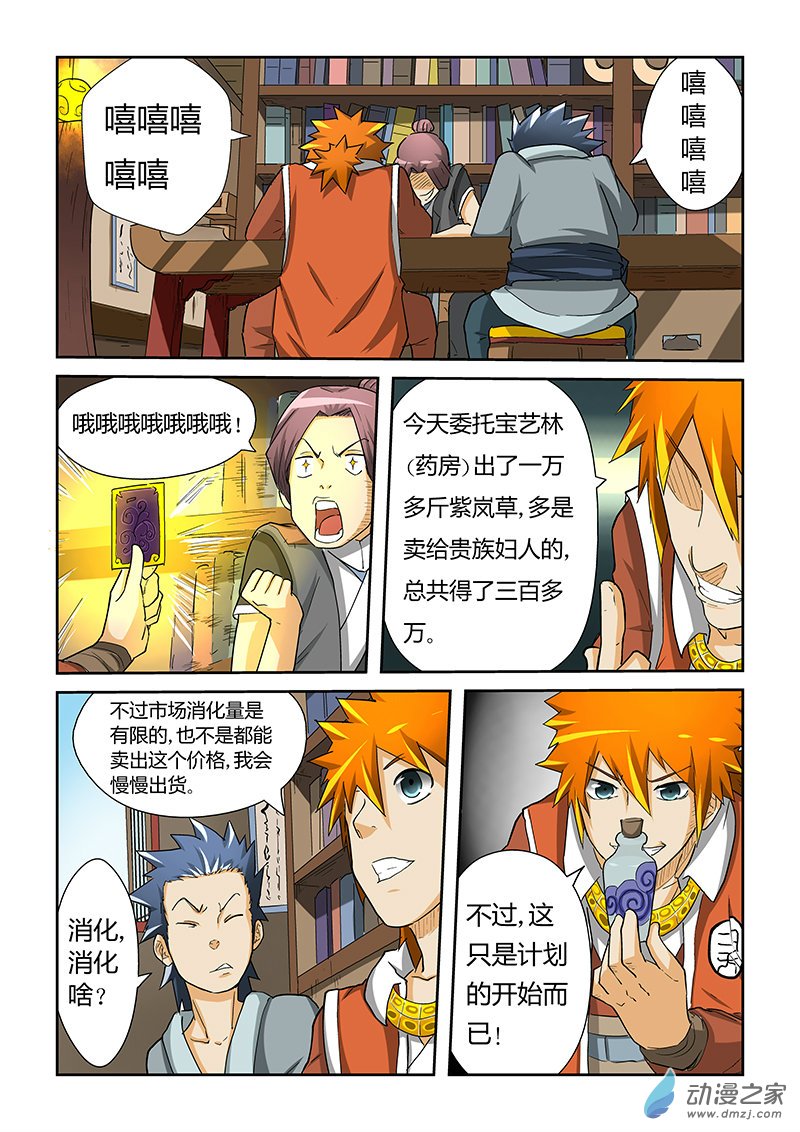 嘻嘻嘻
嘻嘻
嘻
嘻
嘻
嘻
哦哦哦哦哦哦哦！
今天委托宝艺林
（药房）出了一万
多斤紫岚草，多是
卖给贵族妇人的，
总共得了三百多
万。
不过市场消化量是
有限的，也不是都能
卖出这个价格，我会
慢慢出货。
消化，
消化
啥？
不过，这
只是计划
的开始而
已！
动漫之家
www.dmzj.com